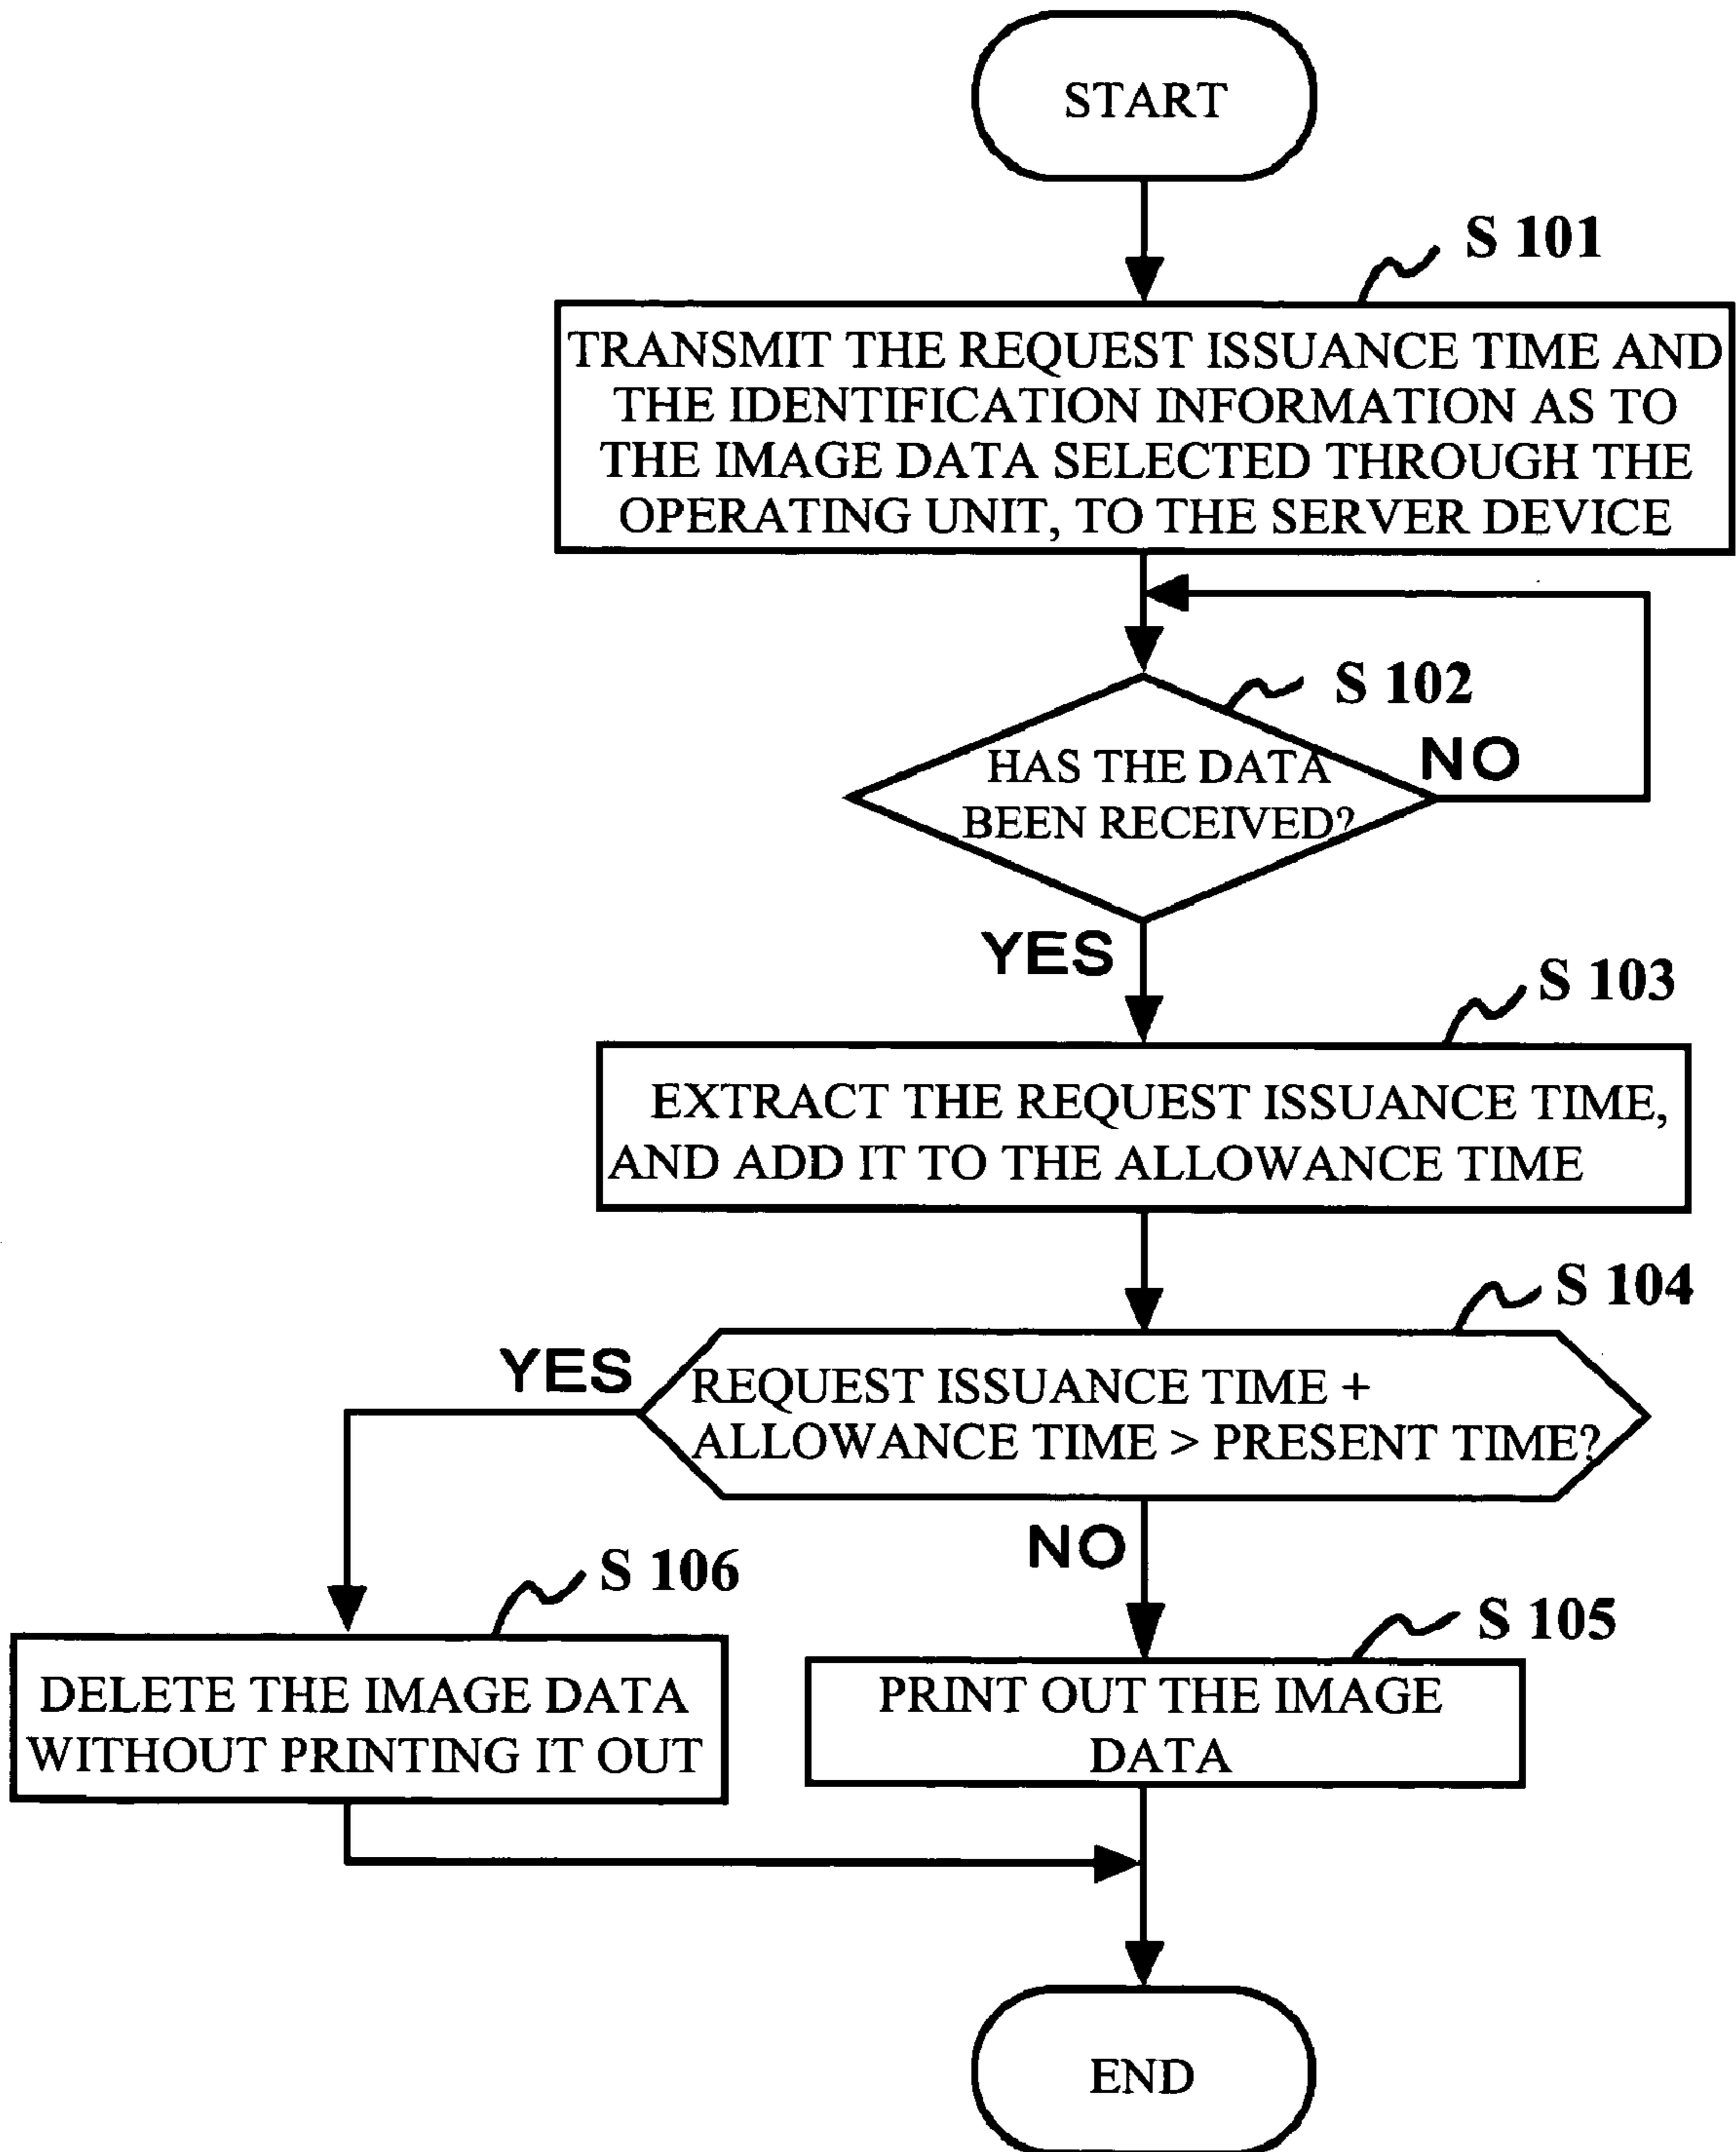 START
S 101
TRANSMIT THE REQUEST ISSUANCE TIME AND
THE IDENTIFICATION INFORMATION AS TO
THE IMAGE DATA SELECTED THROUGH THE
OPERATING UNIT, TO THE SERVER DEVICE
S 102
HAS THE DATA
BEEN RECEIVED?
NO
YES
S 103
EXTRACT THE REQUEST ISSUANCE TIME,
AND ADD IT TO THE ALLOWANCE TIME
S 104
YES
REQUEST ISSUANCE TIME +
ALLOWANCE TIME > PRESENT TIME?
NO
S 106
DELETE THE IMAGE DATA
WITHOUT PRINTING IT OUT
S 105
PRINT OUT THE IMAGE
DATA
END